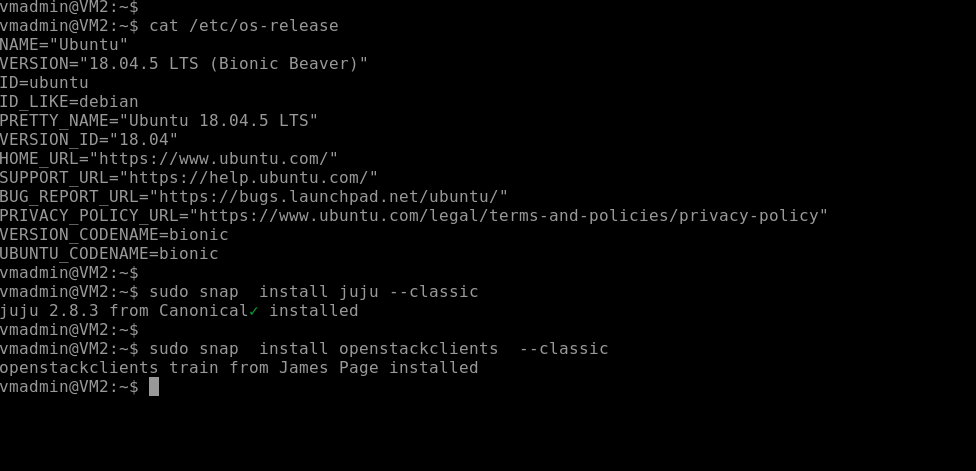 vmadmin@VM2:~$
vmadmin@VM2:~$ cat /etc/os-release
NAME="Ubuntu"
VERSION="18.04.5 LTS (Bionic Beaver)"
ID=ubuntu
ID_LIKE=debian
PRETTY_NAME="Ubuntu 18.04.5 LTS"
VERSION_ID="18.04"
HOME_URL="https://www.ubuntu.com/"
SUPPORT_URL="https://help.ubuntu.com/"
BUG_REPORT_URL="https://bugs.launchpad.net/ubuntu/"
PRIVACY_POLICY_URL="https://www.ubuntu.com/legal/terms-and-policies/privacy-policy"
VERSION_CODENAME=bionic
UBUNTU_CODENAME=bionic
vmadmin@VM2:~$
vmadmin@VM2:~$ sudo snap  install juju --classic
juju 2.8.3 from Canonical✓ installed
vmadmin@VM2:~$
vmadmin@VM2:~$ sudo snap  install openstackclients  --classic
openstackclients train from James Page installed
vmadmin@VM2:~$